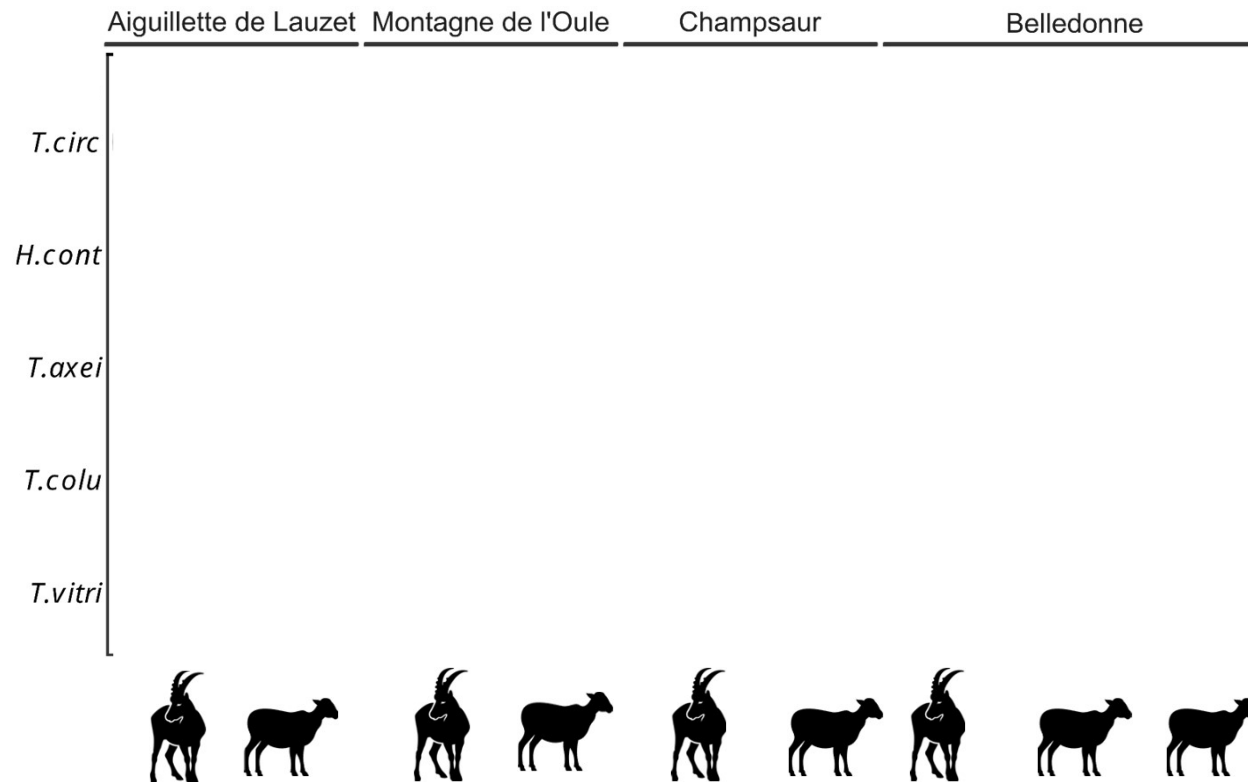 Aiguillette de Lauzet Montagne de l'Oule Champsaur Belledonne
T.circ
H.cont
T.axei
T.colu
T.vitri